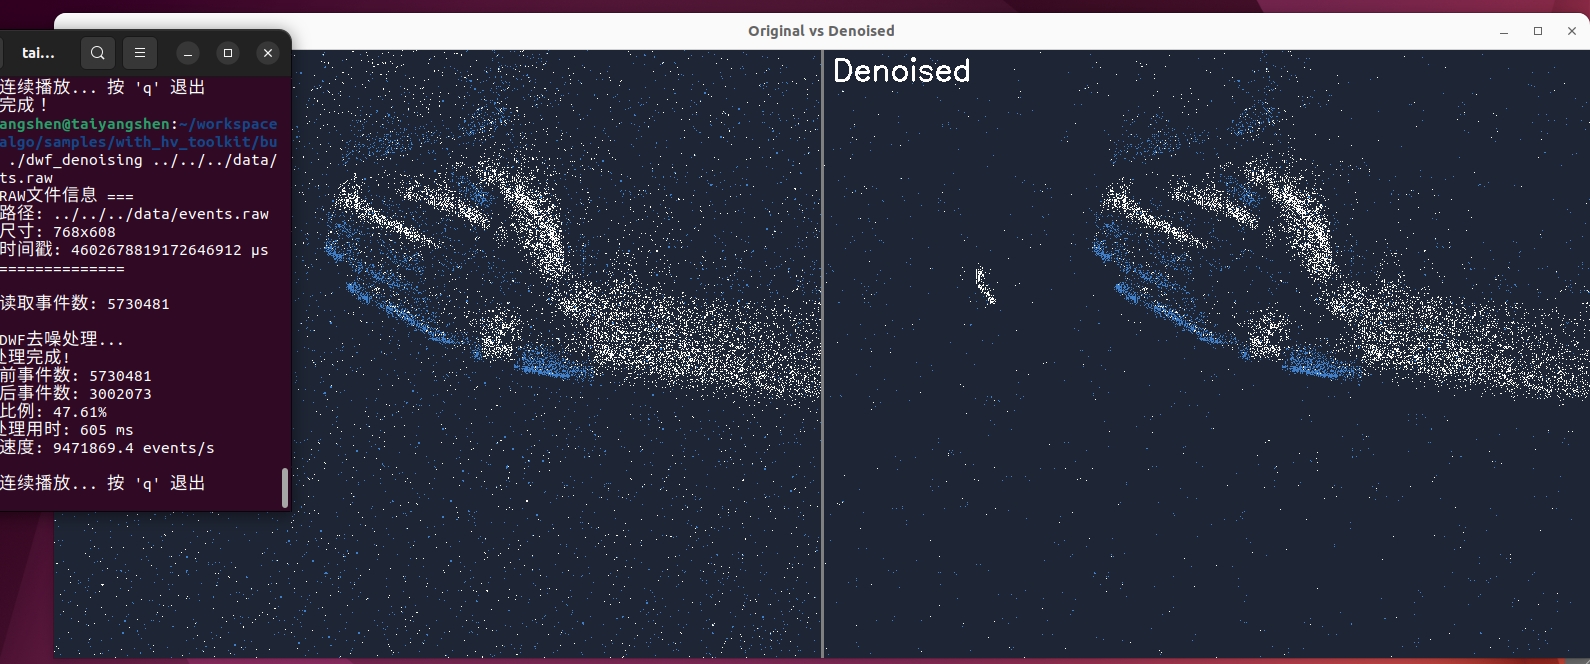 Original vs Denoised
tai...
连续播放... 按 'q' 退出
完成！
angshen@taiyangshen:~/workspace
algo/samples/with_hv_toolkit/bu
./dwf_denoising ../../../data/
ts.raw
RAW文件信息 ===
路径: ../../../data/events.raw
尺寸: 768x608
时间戳: 4602678819172646912 µs
==============
读取事件数: 5730481
DWF去噪处理...
处理完成!
前事件数: 5730481
后事件数: 3002073
比例: 47.61%
处理用时: 605 ms
速度: 9471869.4 events/s
连续播放... 按 'q' 退出
Denoised